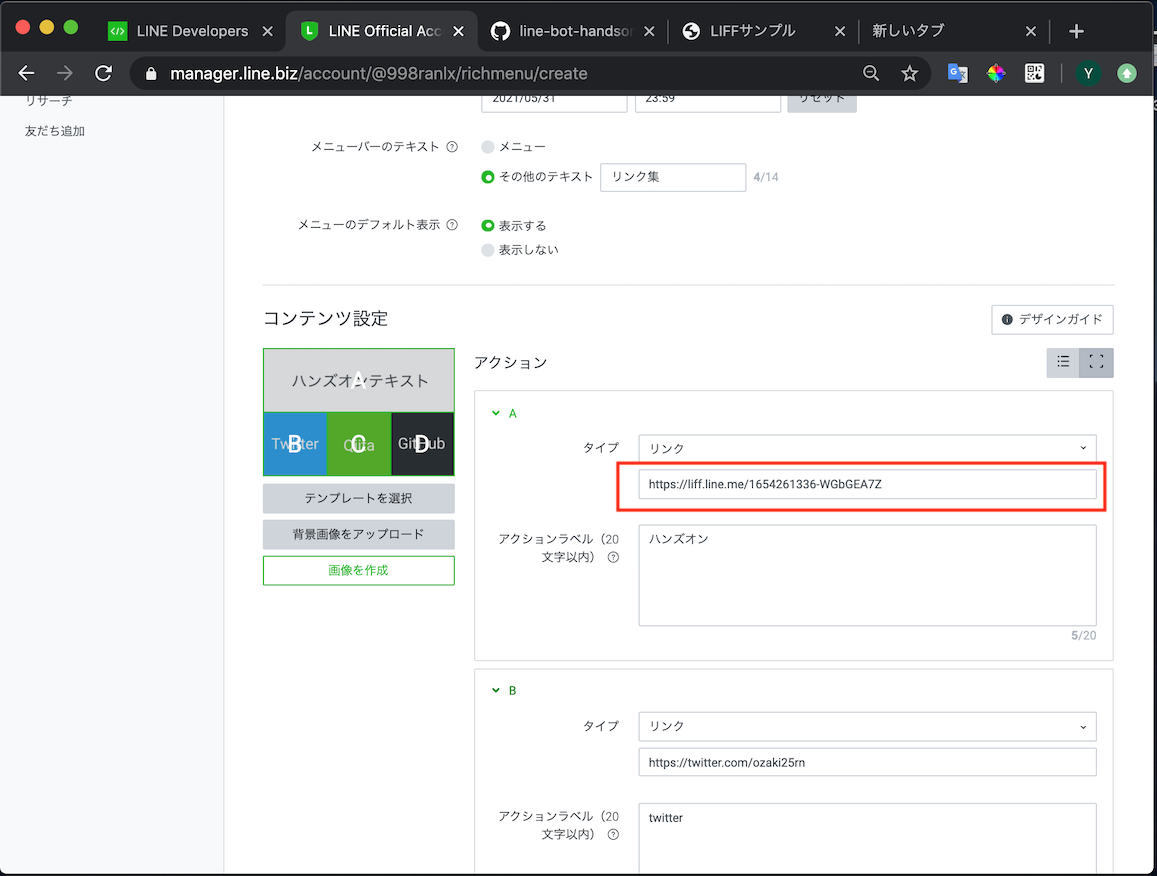 LINE Developers
LINE Official Acc
line-bot-handson
LIFFサンプル
新しいタブ
manager.line.biz/account/@998ranlx/richmenu/create
Y
リサーチ
友だち追加
2021/05/31
23:59
リセット
メニューバーのテキスト
メニュー
その他のテキスト
リンク集
4/14
メニューのデフォルト表示
表示する
表示しない
コンテンツ設定
デザインガイド
ハンズオンテキスト
A
Twitter
B
Qiita
C
GitHub
D
テンプレートを選択
背景画像をアップロード
画像を作成
アクション
A
タイプ
リンク
https://liff.line.me/1654261336-WGbGEA7Z
アクションラベル（20
文字以内）
ハンズオン
5/20
B
タイプ
リンク
https://twitter.com/ozaki25rn
アクションラベル（20
文字以内）
twitter